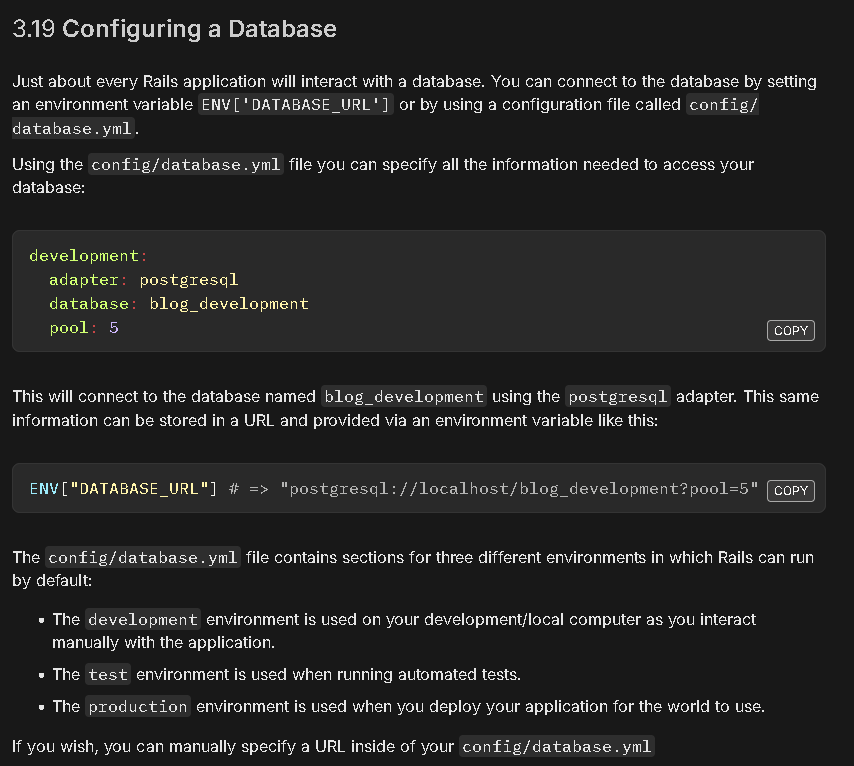 3.19 Configuring a Database
Just about every Rails application will interact with a database. You can connect to the database by setting
an environment variable ENV['DATABASE_URL'] or by using a configuration file called config/
database.yml.
Using the config/database.yml file you can specify all the information needed to access your
database:
development:
  adapter: postgresql
  database: blog_development
  pool: 5
COPY
This will connect to the database named blog_development using the postgresql adapter. This same
information can be stored in a URL and provided via an environment variable like this:
ENV["DATABASE_URL"] # => "postgresql://localhost/blog_development?pool=5" COPY
The config/database.yml file contains sections for three different environments in which Rails can run
by default:
• The development environment is used on your development/local computer as you interact
manually with the application.
• The test environment is used when running automated tests.
• The production environment is used when you deploy your application for the world to use.
If you wish, you can manually specify a URL inside of your config/database.yml